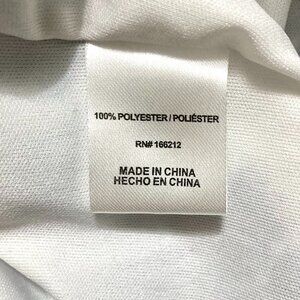 100% POLYESTER / POLIÉSTER
RN# 166212
MADE IN CHINA
HECHO EN CHINA